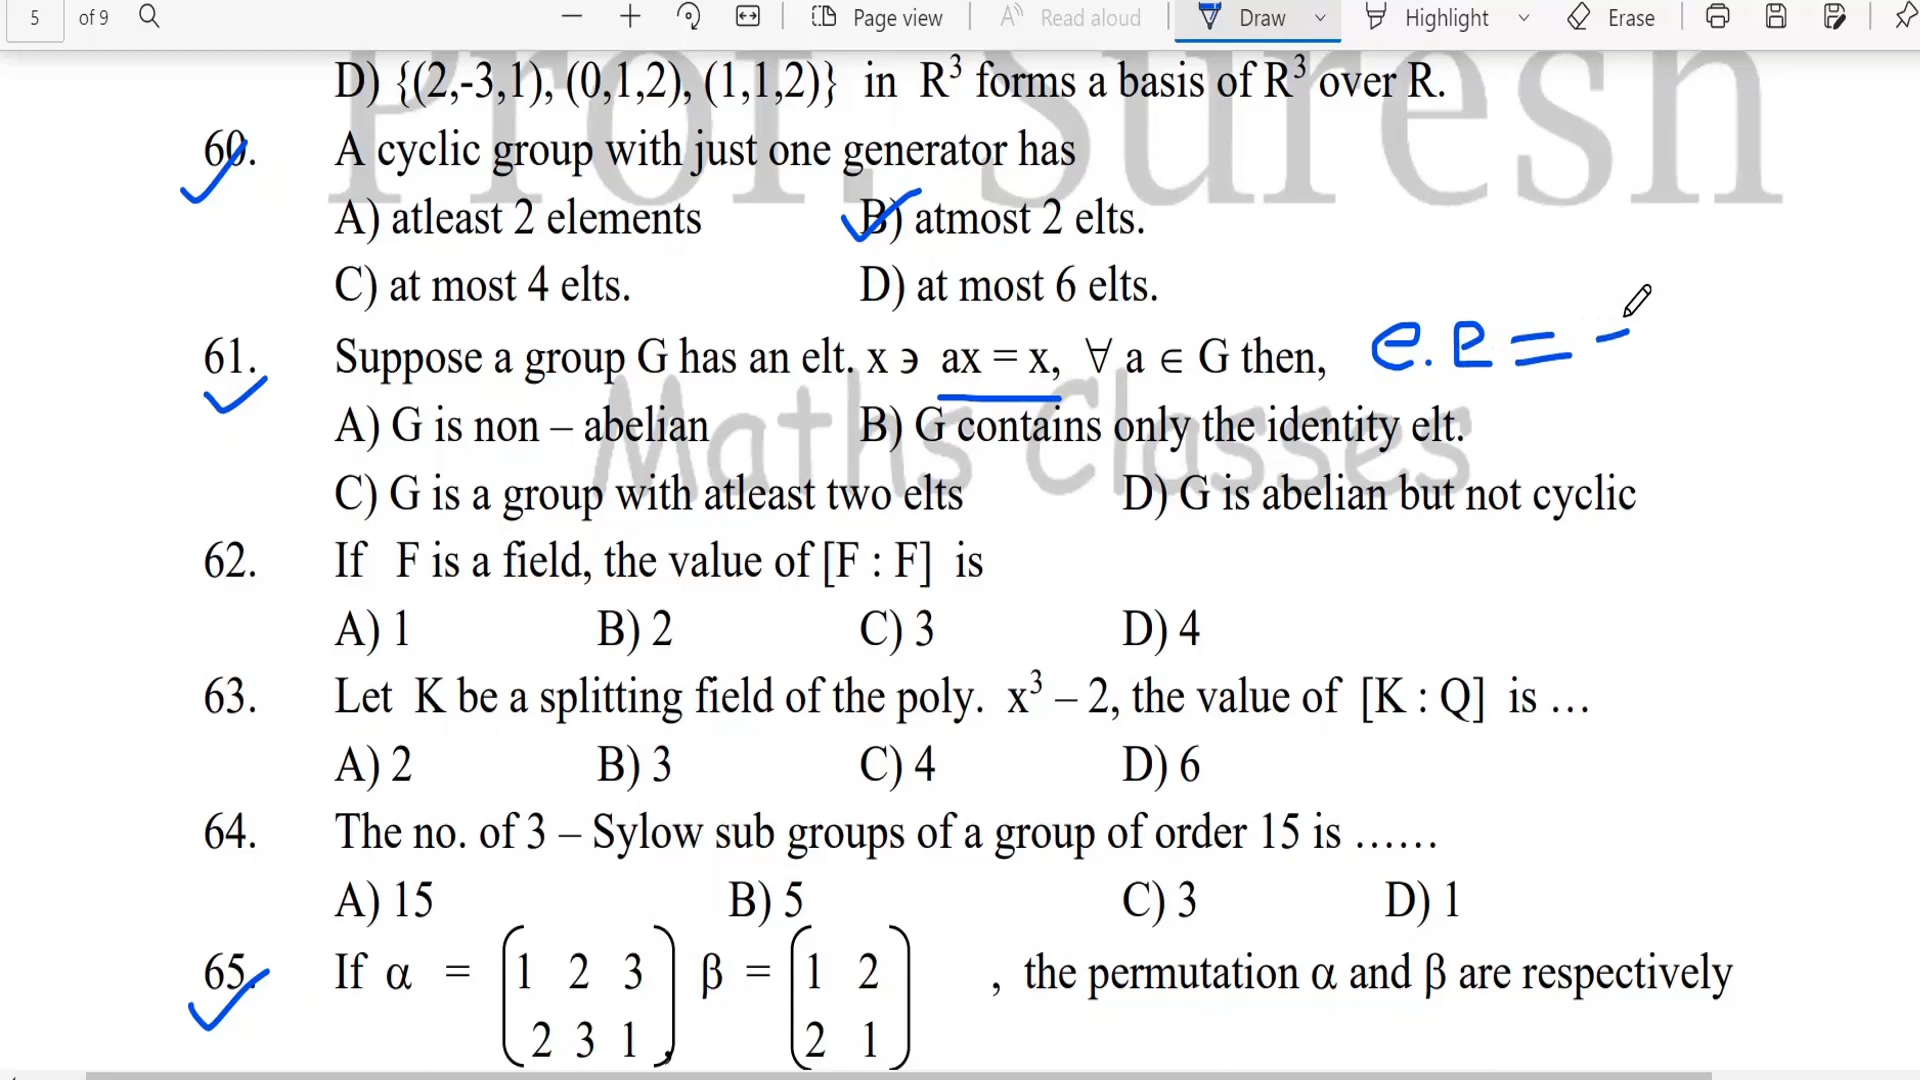 5 of 9 Page view Read aloud Draw Highlight Erase
Prof. Suresh
D) {(2,-3,1), (0,1,2), (1,1,2)} in R³ forms a basis of R³ over R.
60. A cyclic group with just one generator has
A) atleast 2 elements B) atmost 2 elts.
C) at most 4 elts. D) at most 6 elts.
61. Suppose a group G has an elt. x ϶ ax = x, ∀ a ∈ G then, e.e =
Maths Classes
A) G is non – abelian B) G contains only the identity elt.
C) G is a group with atleast two elts D) G is abelian but not cyclic
62. If F is a field, the value of [F : F] is
A) 1 B) 2 C) 3 D) 4
63. Let K be a splitting field of the poly. x³ – 2, the value of [K : Q] is …
A) 2 B) 3 C) 4 D) 6
64. The no. of 3 – Sylow sub groups of a group of order 15 is ……
A) 15 B) 5 C) 3 D) 1
65. If α = (1 2 3 β = (1 2) , the permutation α and β are respectively
2 3 1), 2 1